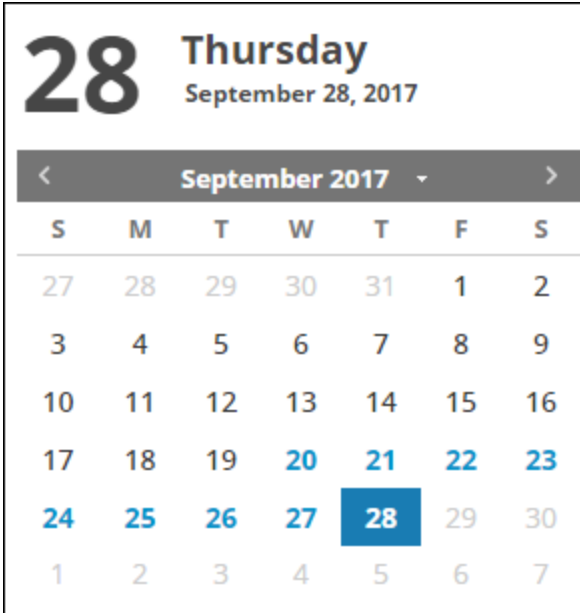 28
Thursday
September 28, 2017
September 2017
S M T W T F S
27 28 29 30 31 1 2
3 4 5 6 7 8 9
10 11 12 13 14 15 16
17 18 19 20 21 22 23
24 25 26 27 28 29 30
1 2 3 4 5 6 7